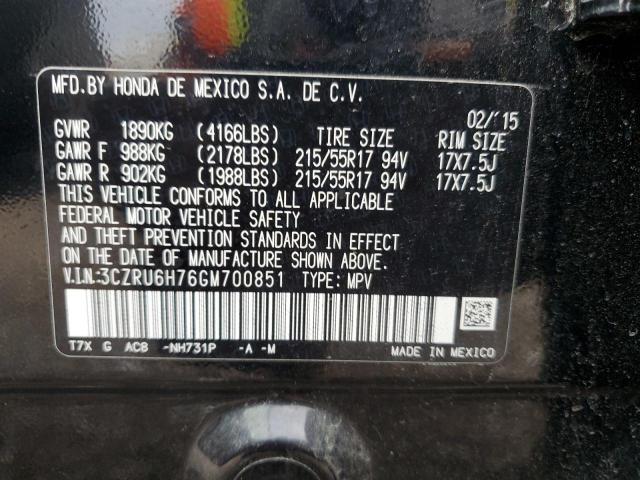 MFD.BY HONDA DE MEXICO S.A. DE C.V.
02/'15
GVWR 1890KG (4166LBS) TIRE SIZE RIM SIZE
GAWR F 988KG (2178LBS) 215/55R17 94V 17X7.5J
GAWR R 902KG (1988LBS) 215/55R17 94V 17X7.5J
THIS VEHICLE CONFORMS TO ALL APPLICABLE
FEDERAL MOTOR VEHICLE SAFETY
AND THEFT PREVENTION STANDARDS IN EFFECT
ON THE DATE OF MANUFACTURE SHOWN ABOVE.
V.I.N.:3CZRU6H76GM700851 TYPE: MPV
T7X G AC8 -NH731P -A -M MADE IN MEXICO